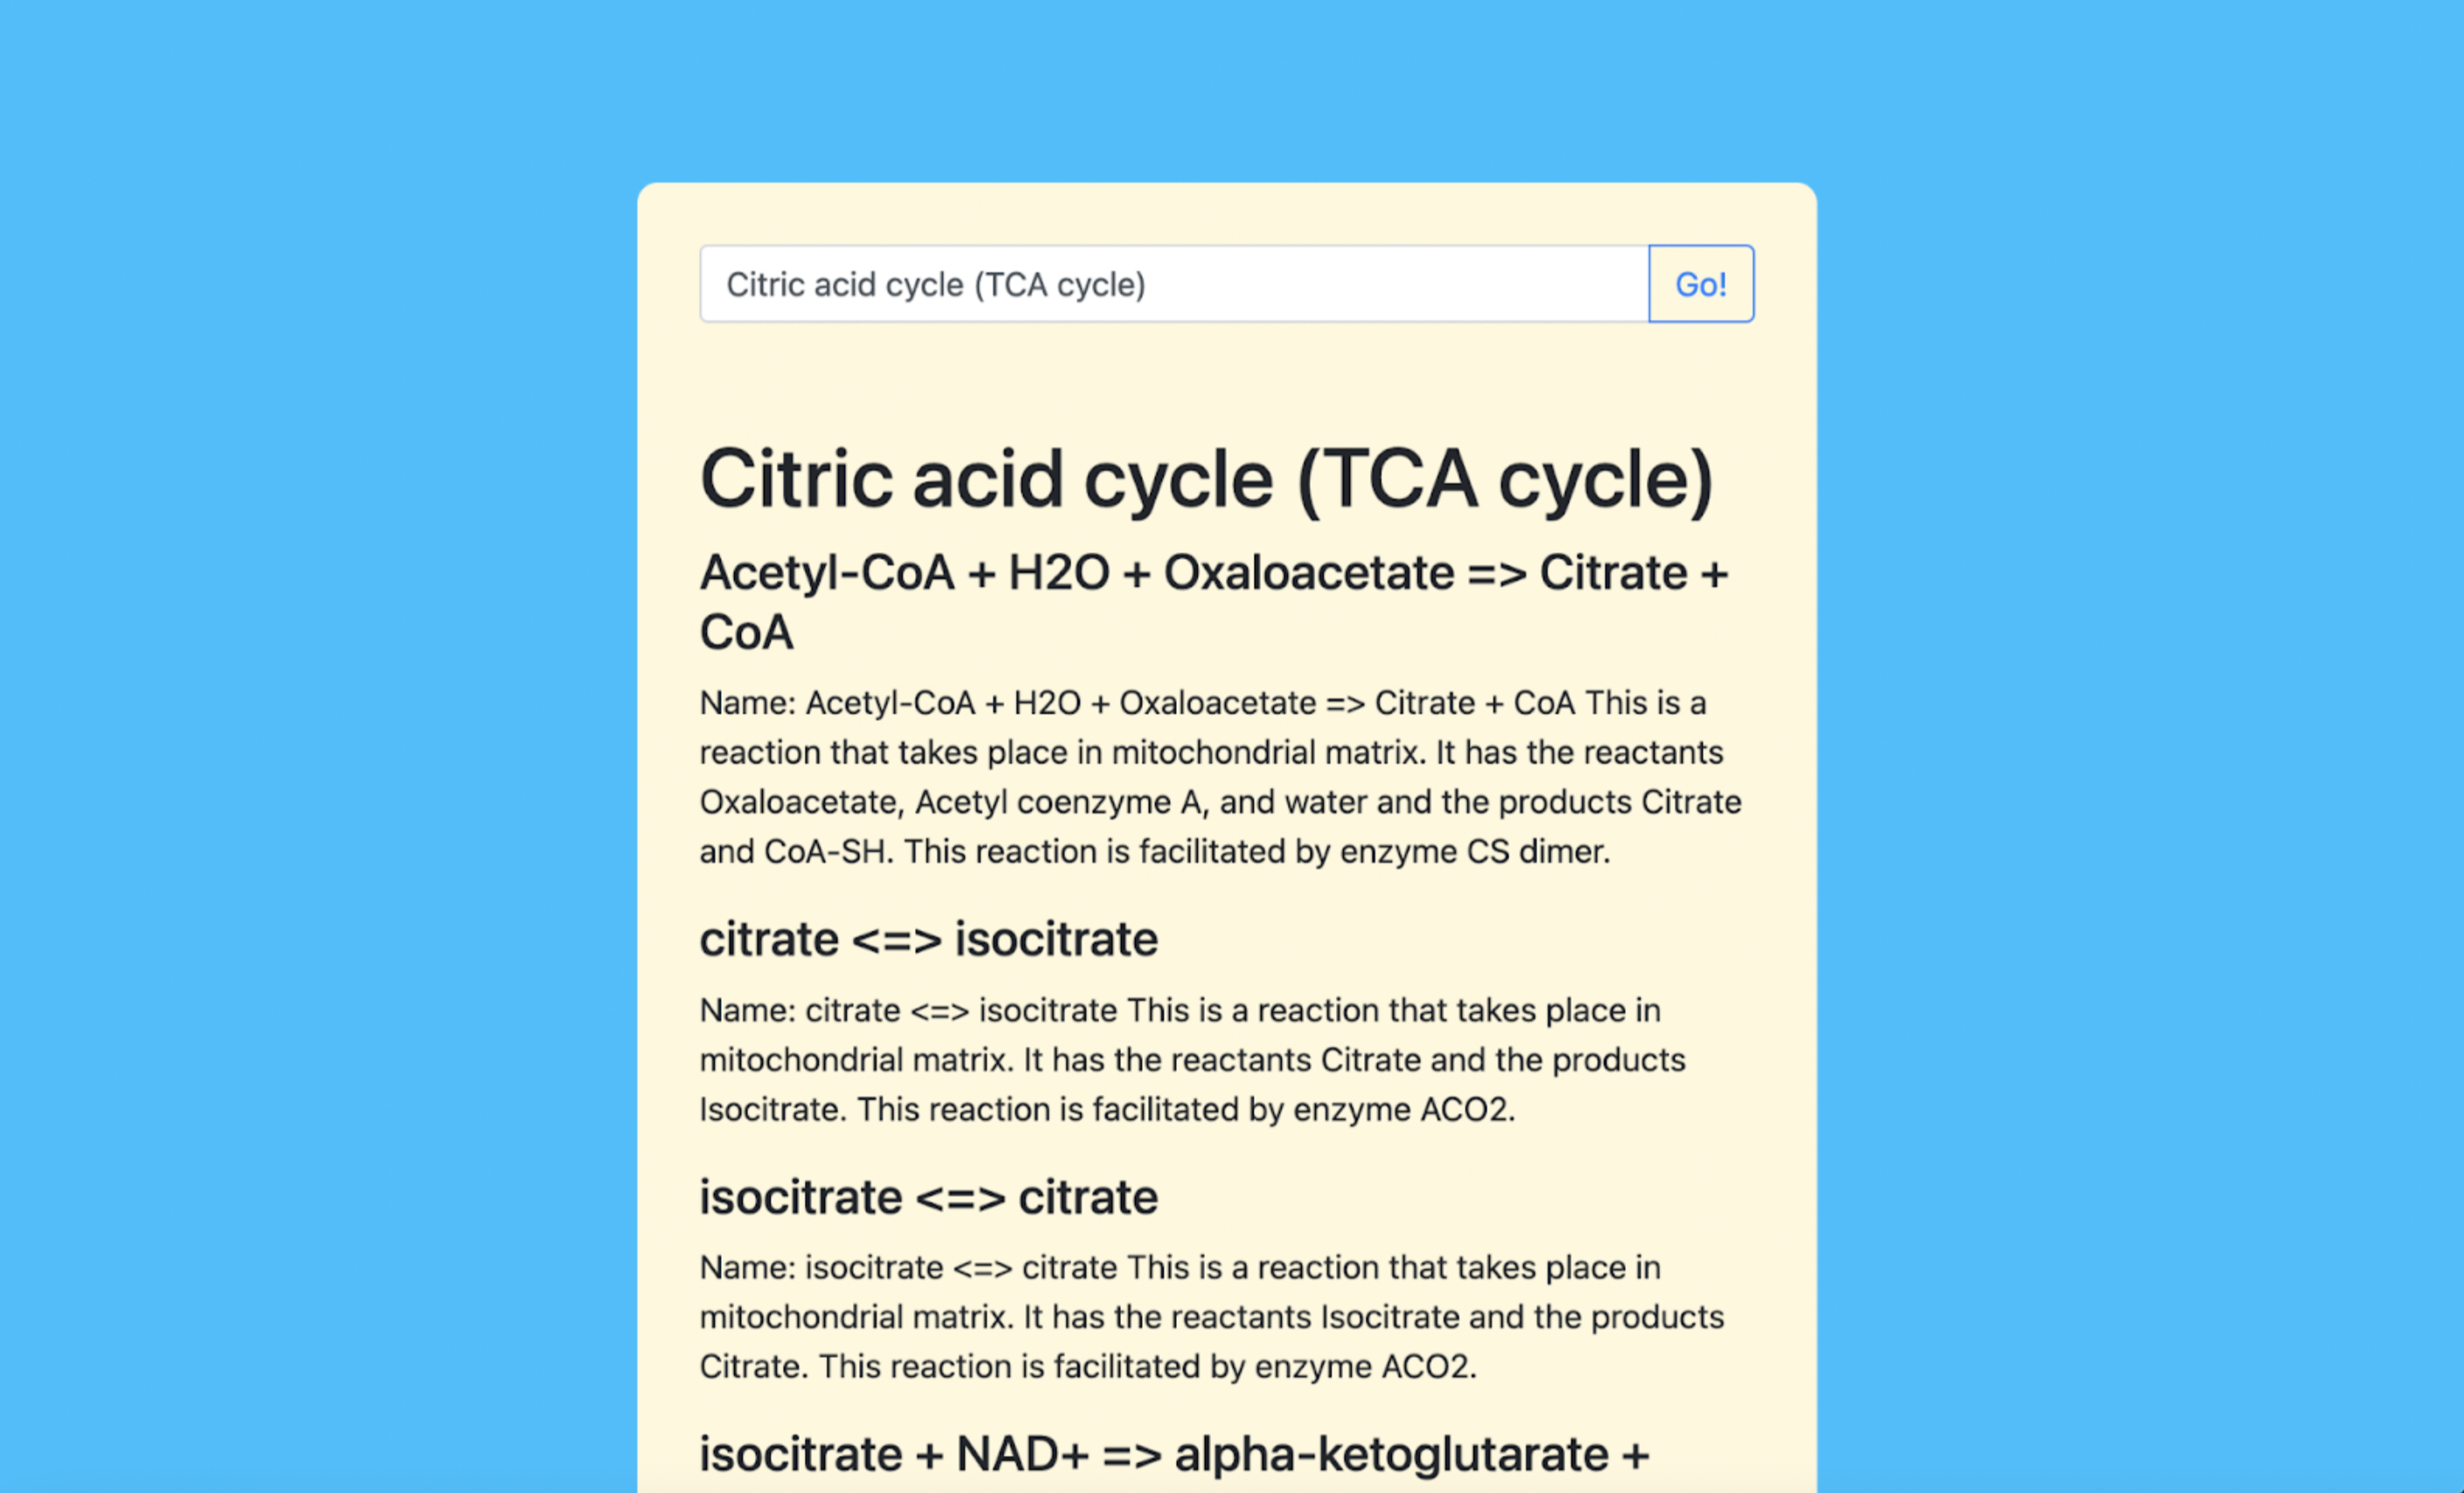 Citric acid cycle (TCA cycle)
Go!
Citric acid cycle (TCA cycle)
Acetyl-CoA + H2O + Oxaloacetate => Citrate +
CoA
Name: Acetyl-CoA + H2O + Oxaloacetate => Citrate + CoA This is a
reaction that takes place in mitochondrial matrix. It has the reactants
Oxaloacetate, Acetyl coenzyme A, and water and the products Citrate
and CoA-SH. This reaction is facilitated by enzyme CS dimer.
citrate <=> isocitrate
Name: citrate <=> isocitrate This is a reaction that takes place in
mitochondrial matrix. It has the reactants Citrate and the products
Isocitrate. This reaction is facilitated by enzyme ACO2.
isocitrate <=> citrate
Name: isocitrate <=> citrate This is a reaction that takes place in
mitochondrial matrix. It has the reactants Isocitrate and the products
Citrate. This reaction is facilitated by enzyme ACO2.
isocitrate + NAD+ => alpha-ketoglutarate +